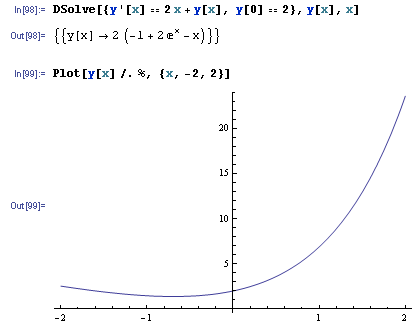 In[98]:= DSolve[{y'[x] == 2 x + y[x], y[0] == 2}, y[x], x]
Out[98]= {{y[x] → 2 (-1 + 2 ⅇ^x - x)}}
In[99]:= Plot[y[x] /. %, {x, -2, 2}]
20
15
10
Out[99]=
5
-2 -1 1 2